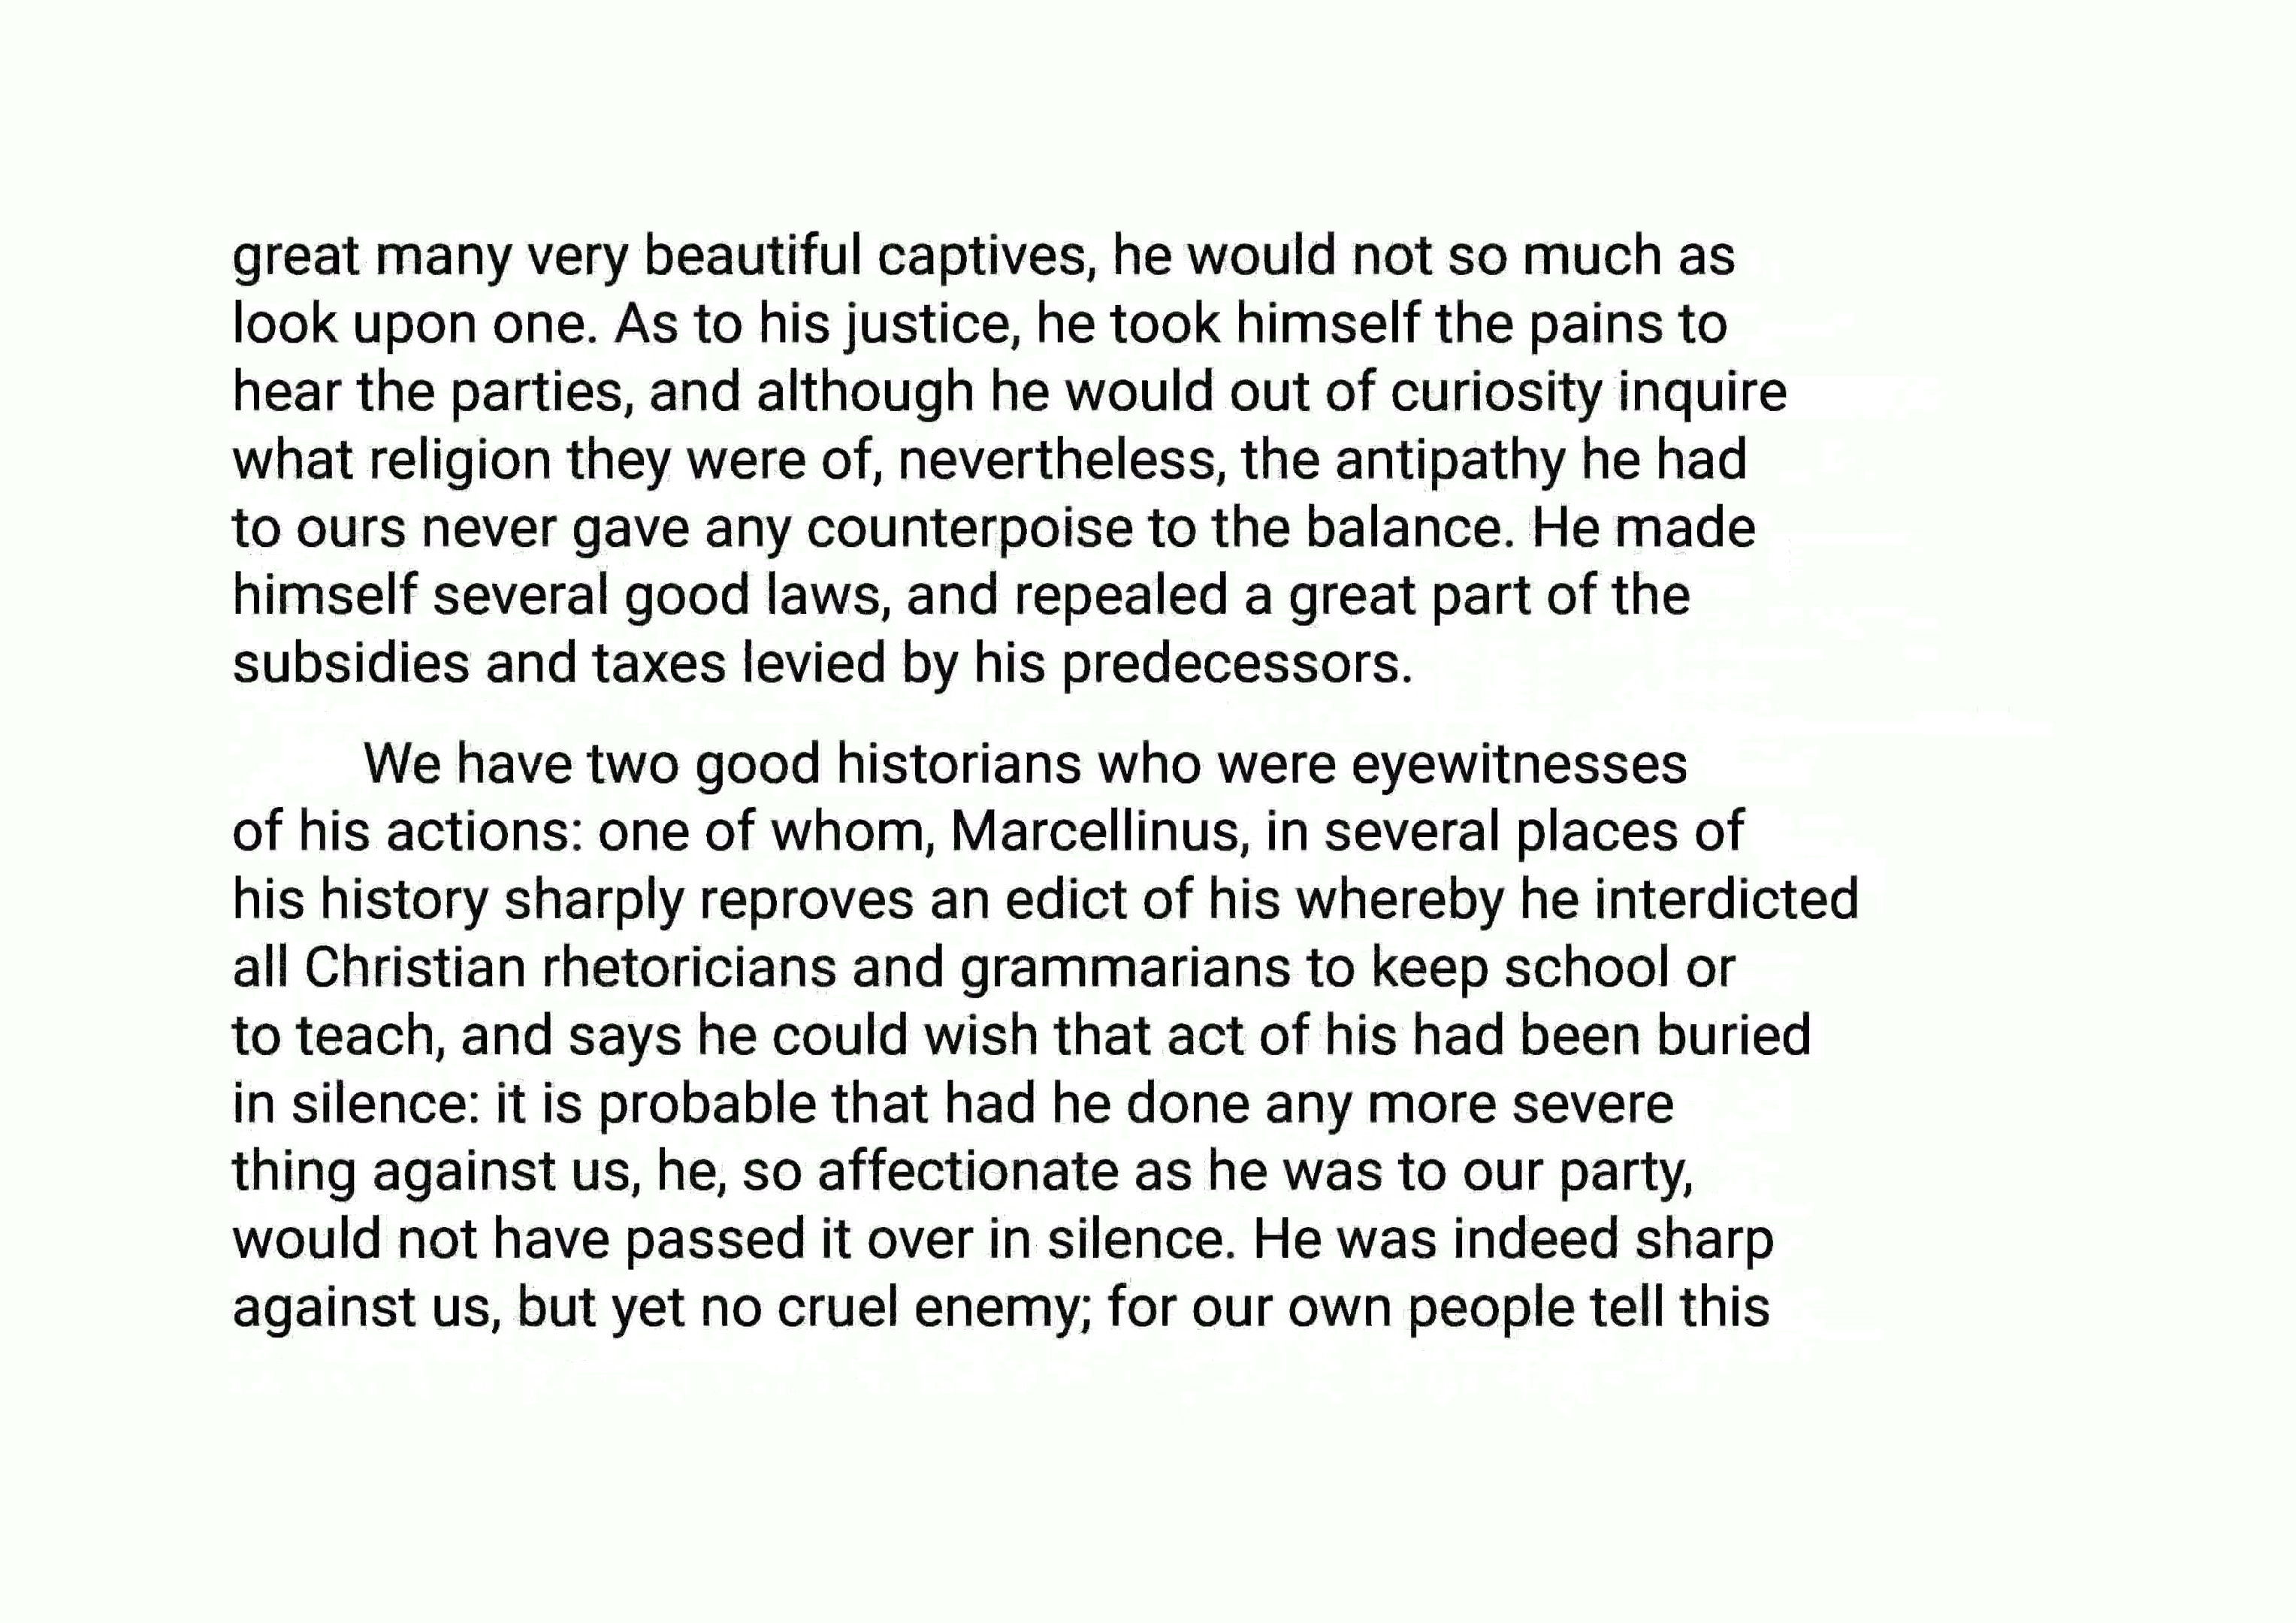 great many very beautiful captives, he would not so much as
look upon one. As to his justice, he took himself the pains to
hear the parties, and although he would out of curiosity inquire
what religion they were of, nevertheless, the antipathy he had
to ours never gave any counterpoise to the balance. He made
himself several good laws, and repealed a great part of the
subsidies and taxes levied by his predecessors.
We have two good historians who were eyewitnesses
of his actions: one of whom, Marcellinus, in several places of
his history sharply reproves an edict of his whereby he interdicted
all Christian rhetoricians and grammarians to keep school or
to teach, and says he could wish that act of his had been buried
in silence: it is probable that had he done any more severe
thing against us, he, so affectionate as he was to our party,
would not have passed it over in silence. He was indeed sharp
against us, but yet no cruel enemy; for our own people tell this